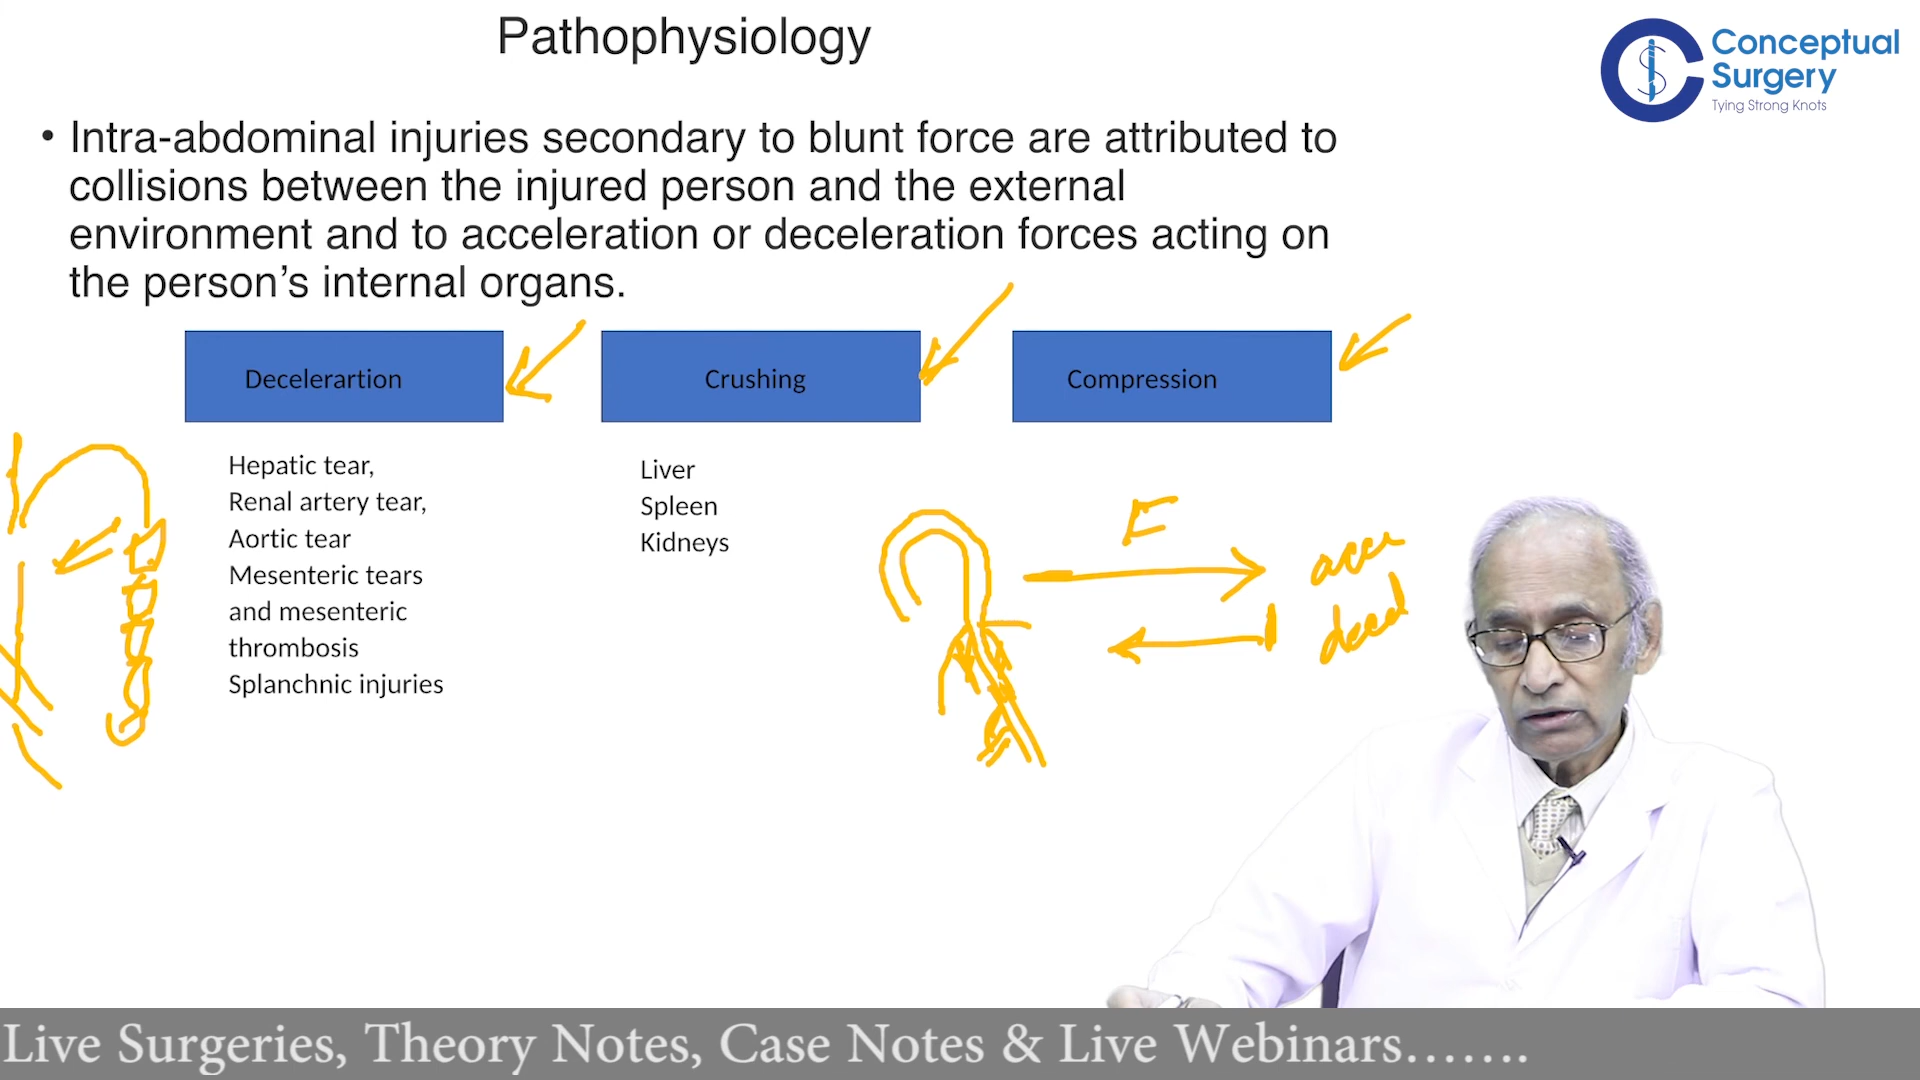 Pathophysiology
Conceptual
Surgery
Tying Strong Knots
• Intra-abdominal injuries secondary to blunt force are attributed to
collisions between the injured person and the external
environment and to acceleration or deceleration forces acting on
the person’s internal organs.
Decelerartion
Crushing
Compression
Hepatic tear,
Renal artery tear,
Aortic tear
Mesenteric tears
and mesenteric
thrombosis
Splanchnic injuries
Liver
Spleen
Kidneys
E
Live Surgeries, Theory Notes, Case Notes & Live Webinars.......